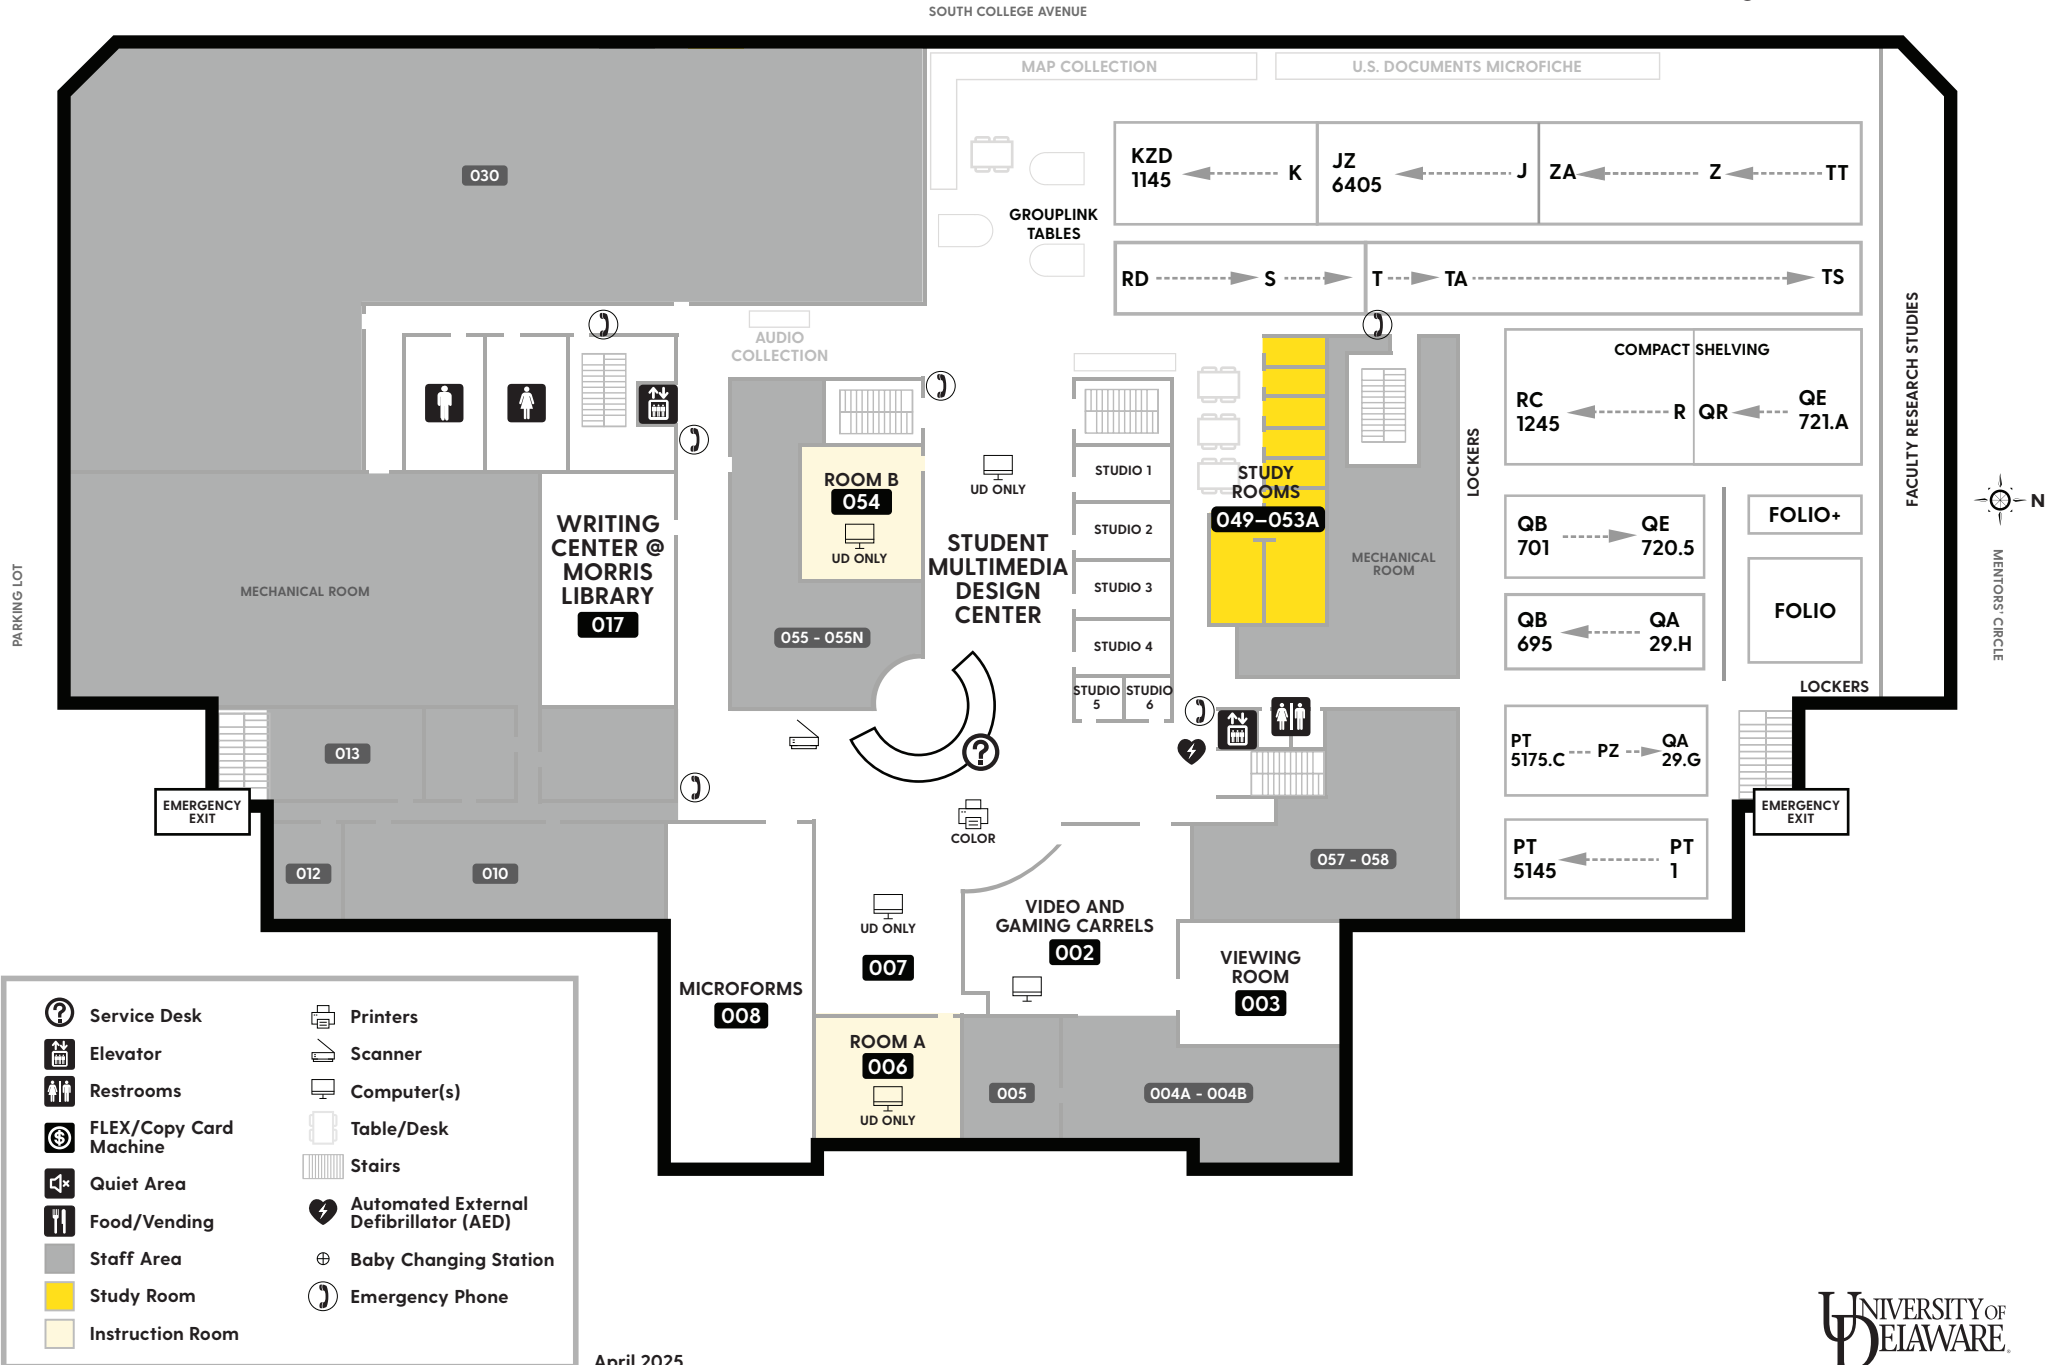 SOUTH COLLEGE AVENUE
MAP COLLECTION
U.S. DOCUMENTS MICROFICHE
KZD
1145
K
JZ
6405
J
ZA
Z
TT
030
GROUPLINK
TABLES
RD
S
T
TA
TS
AUDIO
COLLECTION
COMPACT SHELVING
RC
1245
R
QR
QE
721.A
FACULTY RESEARCH STUDIES
LOCKERS
ROOM B
054
UD ONLY
UD ONLY
STUDIO 1
STUDIO 2
STUDIO 3
STUDIO 4
STUDIO
5
STUDIO
6
STUDY
ROOMS
049–053A
MECHANICAL
ROOM
QB
701
QE
720.5
FOLIO+
N
WRITING
CENTER @
MORRIS
LIBRARY
017
STUDENT
MULTIMEDIA
DESIGN
CENTER
MECHANICAL ROOM
PARKING LOT
055 - 055N
QB
695
QA
29.H
FOLIO
MENTORS' CIRCLE
LOCKERS
013
PT
5175.C
PZ
QA
29.G
EMERGENCY
EXIT
EMERGENCY
EXIT
COLOR
012
010
057 - 058
PT
5145
PT
1
UD ONLY
007
VIDEO AND
GAMING CARRELS
002
VIEWING
ROOM
003
MICROFORMS
008
ROOM A
006
UD ONLY
005
004A - 004B
Service Desk
Elevator
Restrooms
FLEX/Copy Card
Machine
Quiet Area
Food/Vending
Staff Area
Study Room
Instruction Room
Printers
Scanner
Computer(s)
Table/Desk
Stairs
Automated External
Defibrillator (AED)
Baby Changing Station
Emergency Phone
April 2025
UNIVERSITY OF
DELAWARE.